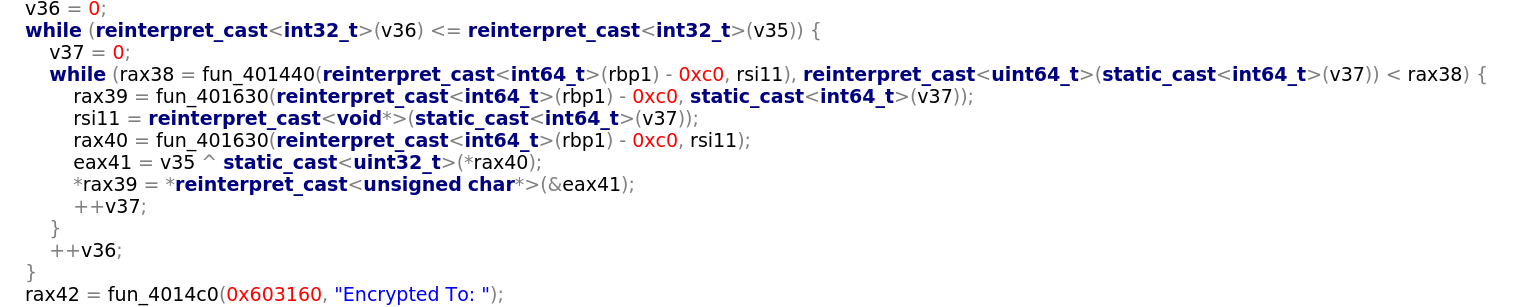 v36 = 0;
while (reinterpret_cast<int32_t>(v36) <= reinterpret_cast<int32_t>(v35)) {
v37 = 0;
while (rax38 = fun_401440(reinterpret_cast<int64_t>(rbp1) - 0xc0, rsi11), reinterpret_cast<uint64_t>(static_cast<int64_t>(v37)) < rax38) {
rax39 = fun_401630(reinterpret_cast<int64_t>(rbp1) - 0xc0, static_cast<int64_t>(v37));
rsi11 = reinterpret_cast<void*>(static_cast<int64_t>(v37));
rax40 = fun_401630(reinterpret_cast<int64_t>(rbp1) - 0xc0, rsi11);
eax41 = v35 ^ static_cast<uint32_t>(*rax40);
*rax39 = *reinterpret_cast<unsigned char*>(&eax41);
++v37;
}
++v36;
}
rax42 = fun_4014c0(0x603160, "Encrypted To: ");